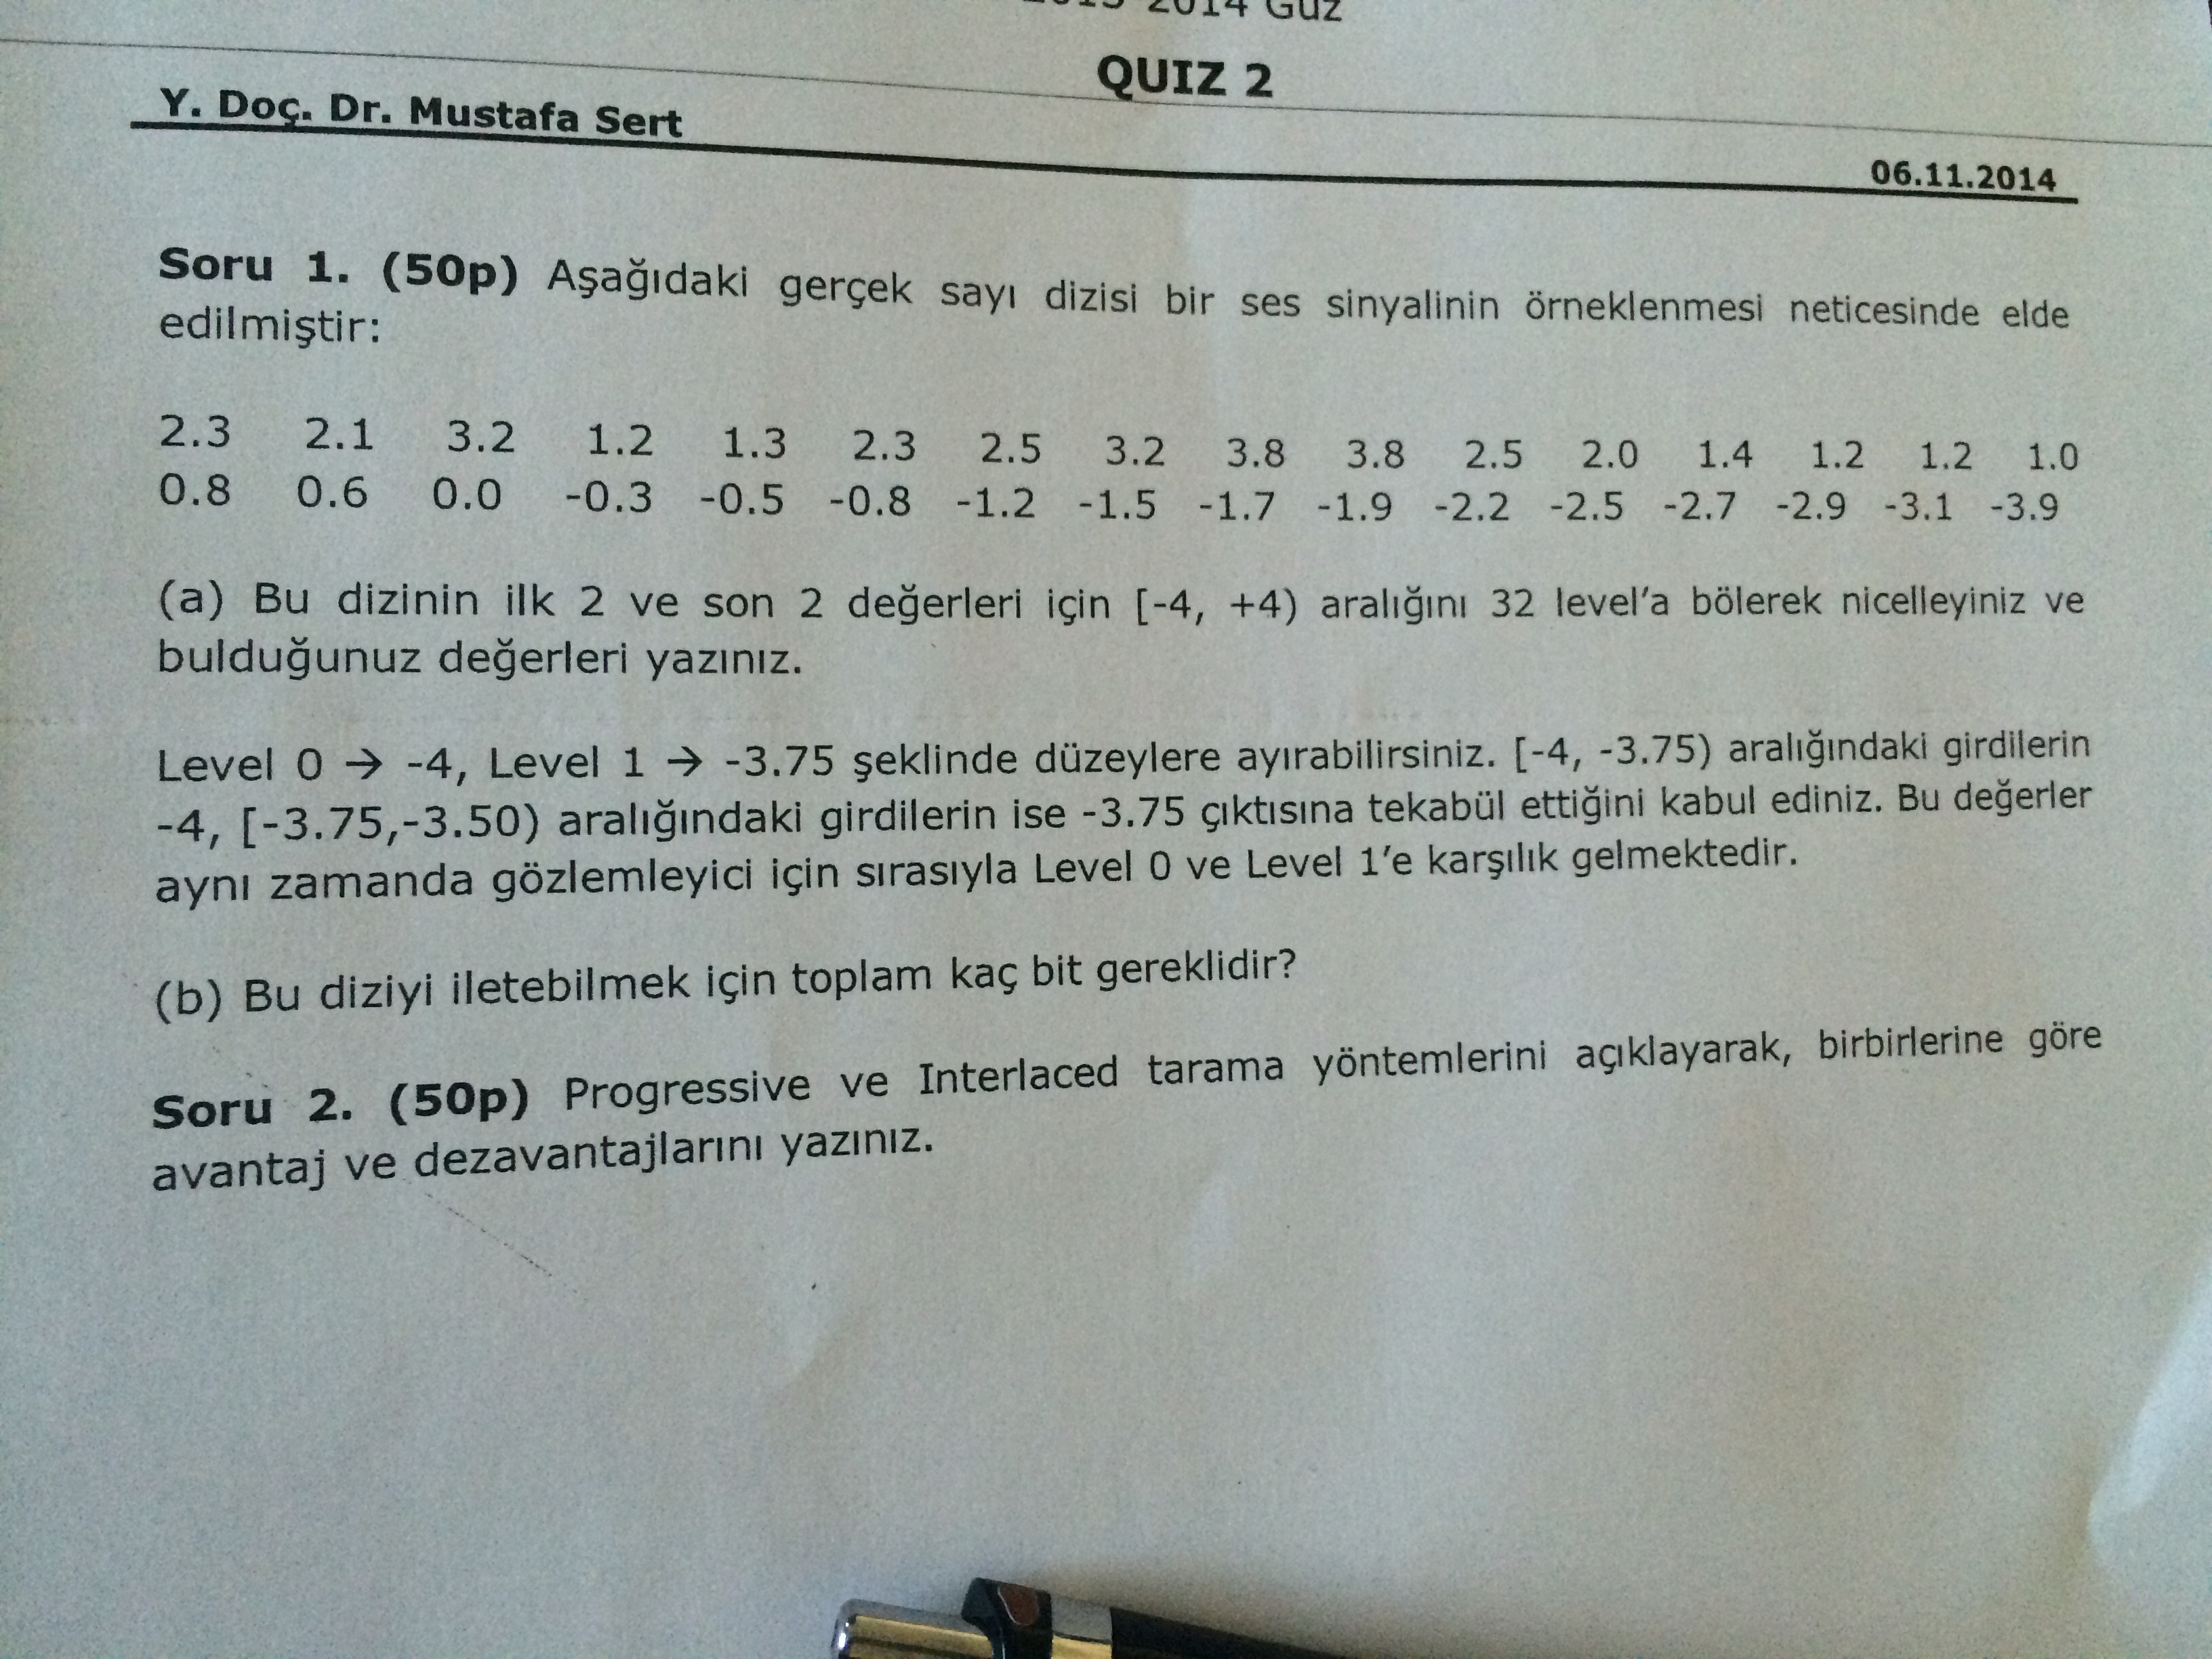 2014 Güz
QUIZ 2
Y. Doç. Dr. Mustafa Sert
06.11.2014
Soru 1. (50p) Aşağıdaki gerçek sayı dizisi bir ses sinyalinin örneklenmesi neticesinde elde
edilmiştir:
2.3 2.1 3.2 1.2 1.3 2.3 2.5 3.2 3.8 3.8 2.5 2.0 1.4 1.2 1.2 1.0
0.8 0.6 0.0 -0.3 -0.5 -0.8 -1.2 -1.5 -1.7 -1.9 -2.2 -2.5 -2.7 -2.9 -3.1 -3.9
(a) Bu dizinin ilk 2 ve son 2 değerleri için [-4, +4) aralığını 32 level’a bölerek nicelleyiniz ve
bulduğunuz değerleri yazınız.
Level 0 → -4, Level 1 → -3.75 şeklinde düzeylere ayırabilirsiniz. [-4, -3.75) aralığındaki girdilerin
-4, [-3.75,-3.50) aralığındaki girdilerin ise -3.75 çıktısına tekabül ettiğini kabul ediniz. Bu değerler
aynı zamanda gözlemleyici için sırasıyla Level 0 ve Level 1’e karşılık gelmektedir.
(b) Bu diziyi iletebilmek için toplam kaç bit gereklidir?
Soru 2. (50p) Progressive ve Interlaced tarama yöntemlerini açıklayarak, birbirlerine göre
avantaj ve dezavantajlarını yazınız.